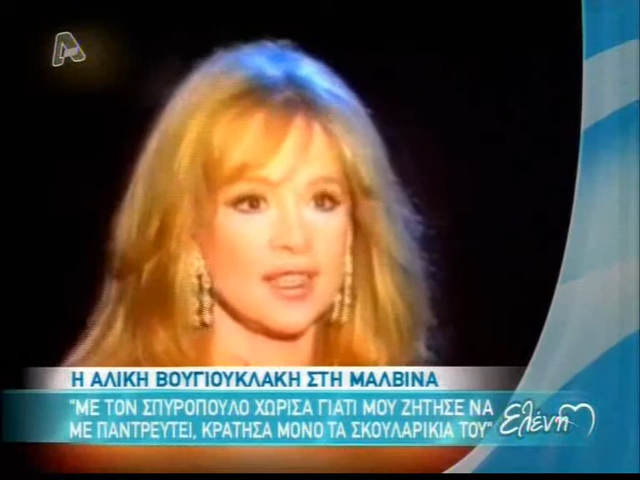 Η ΑΛΙΚΗ ΒΟΥΓΙΟΥΚΛΑΚΗ ΣΤΗ ΜΑΛΒΙΝΑ
"ΜΕ ΤΟΝ ΣΠΥΡΟΠΟΥΛΟ ΧΩΡΙΣΑ ΓΙΑΤΙ ΜΟΥ ΖΗΤΗΣΕ ΝΑ
ΜΕ ΠΑΝΤΡΕΥΤΕΙ, ΚΡΑΤΗΣΑ ΜΟΝΟ ΤΑ ΣΚΟΥΛΑΡΙΚΙΑ ΤΟΥ"
Ελένη